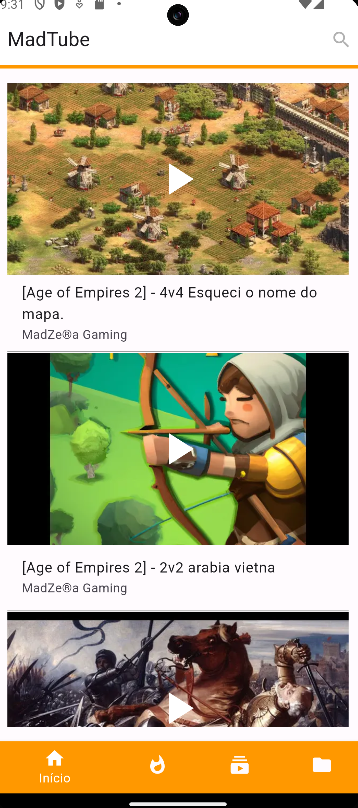 9:31
MadTube
[Age of Empires 2] - 4v4 Esqueci o nome do
mapa.
MadZe®a Gaming
[Age of Empires 2] - 2v2 arabia vietna
MadZe®a Gaming
Início